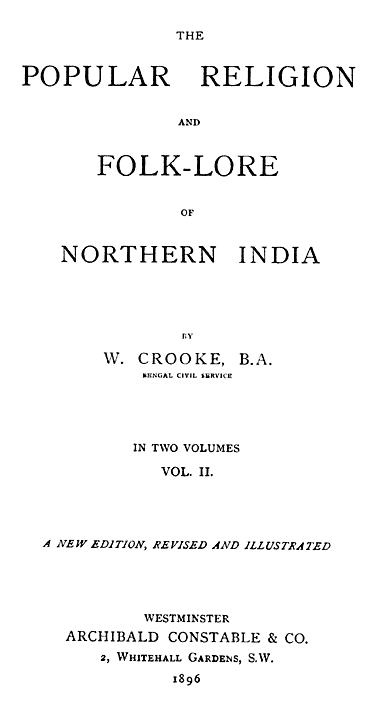 THE
POPULAR RELIGION
AND
FOLK-LORE
OF
NORTHERN INDIA
BY
W. CROOKE, B.A.
BENGAL CIVIL SERVICE
IN TWO VOLUMES
VOL. II.
A NEW EDITION, REVISED AND ILLUSTRATED
WESTMINSTER
ARCHIBALD CONSTABLE & CO.
2, WHITEHALL GARDENS, S.W.
1896